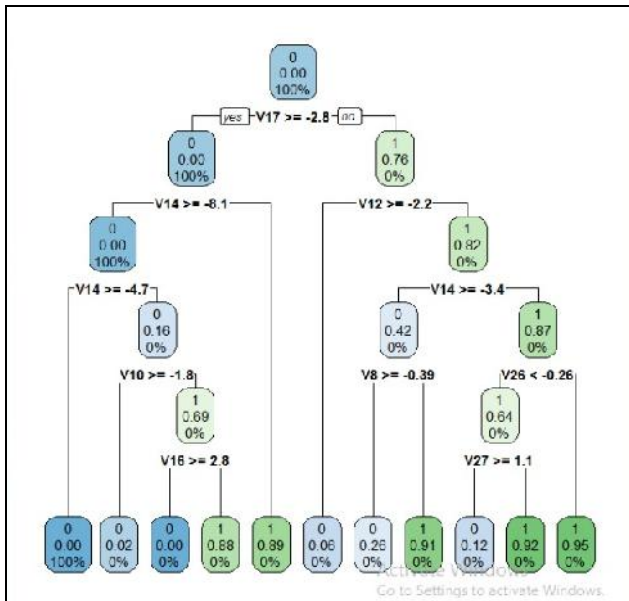 0
0.00
100%
yes V17 >= -2.8 no
0
0.00
100%
1
0.76
0%
V14 >= -8.1
V12 >= -2.2
0
0.00
100%
1
0.82
0%
V14 >= -4.7
V14 >= -3.4
0
0.16
0%
0
0.42
0%
1
0.87
0%
V10 >= -1.8
V8 >= -0.39
V26 < -0.26
1
0.69
0%
1
0.64
0%
V16 >= 2.8
V27 >= 1.1
0 0 0 1 1 0 0 1 0 1 1
0.00 0.02 0.00 0.88 0.89 0.06 0.26 0.91 0.12 0.92 0.95
100% 0% 0% 0% 0% 0% 0% 0% 0% 0% 0%
Activate Windows
Go to Settings to activate Windows.